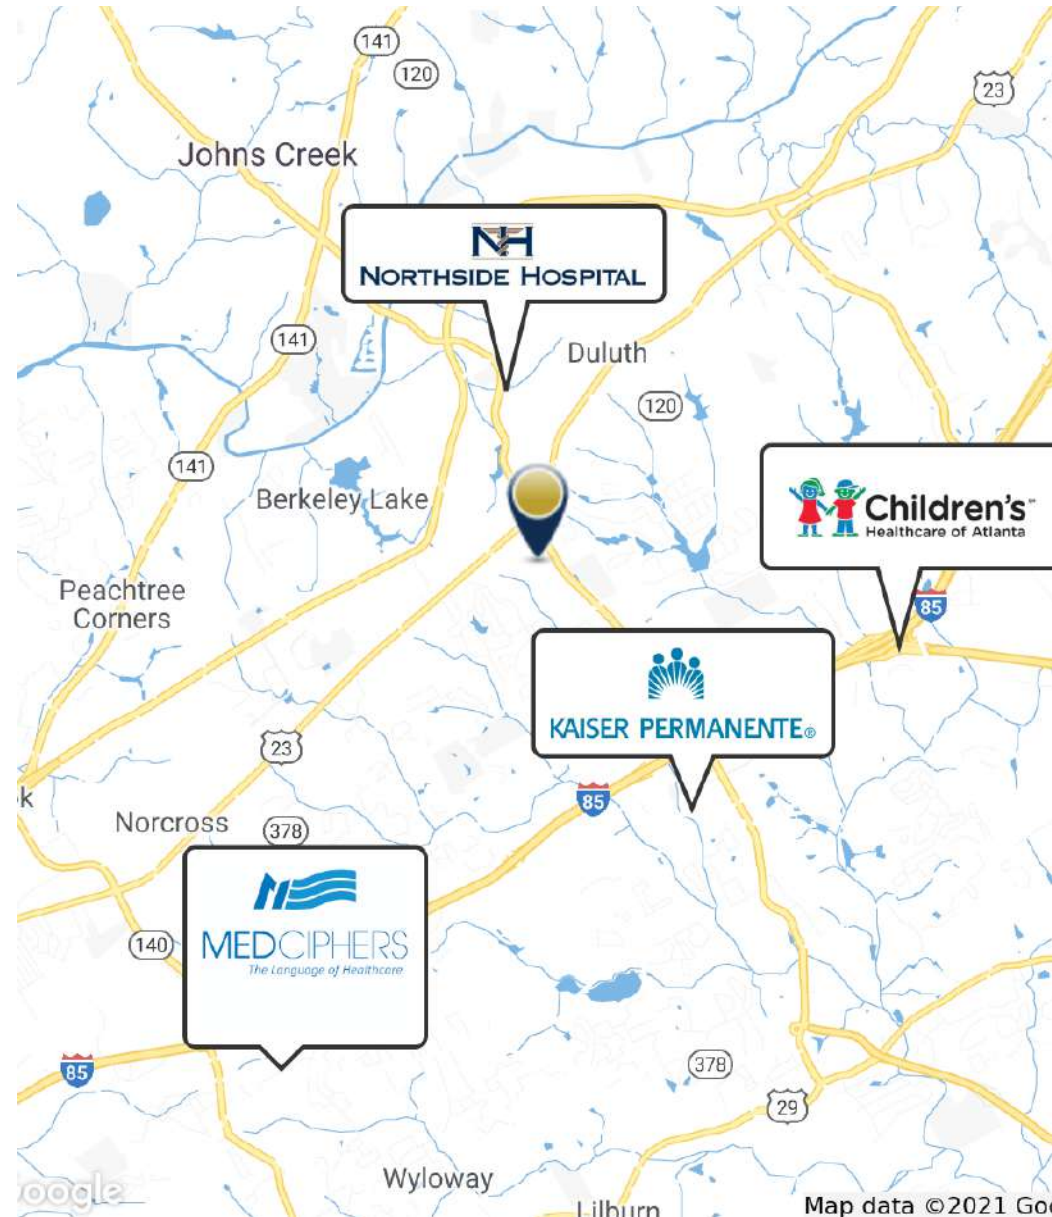 141
120
23
Johns Creek
NH
NORTHSIDE HOSPITAL
141
Duluth
120
141
Berkeley Lake
Children's
Healthcare of Atlanta
Peachtree
Corners
85
KAISER PERMANENTE®
23
k
85
Norcross
378
MEDCIPHERS
The Language of Healthcare
140
378
85
29
Wyloway
Lilburn
oogle
Map data ©2021 Goo